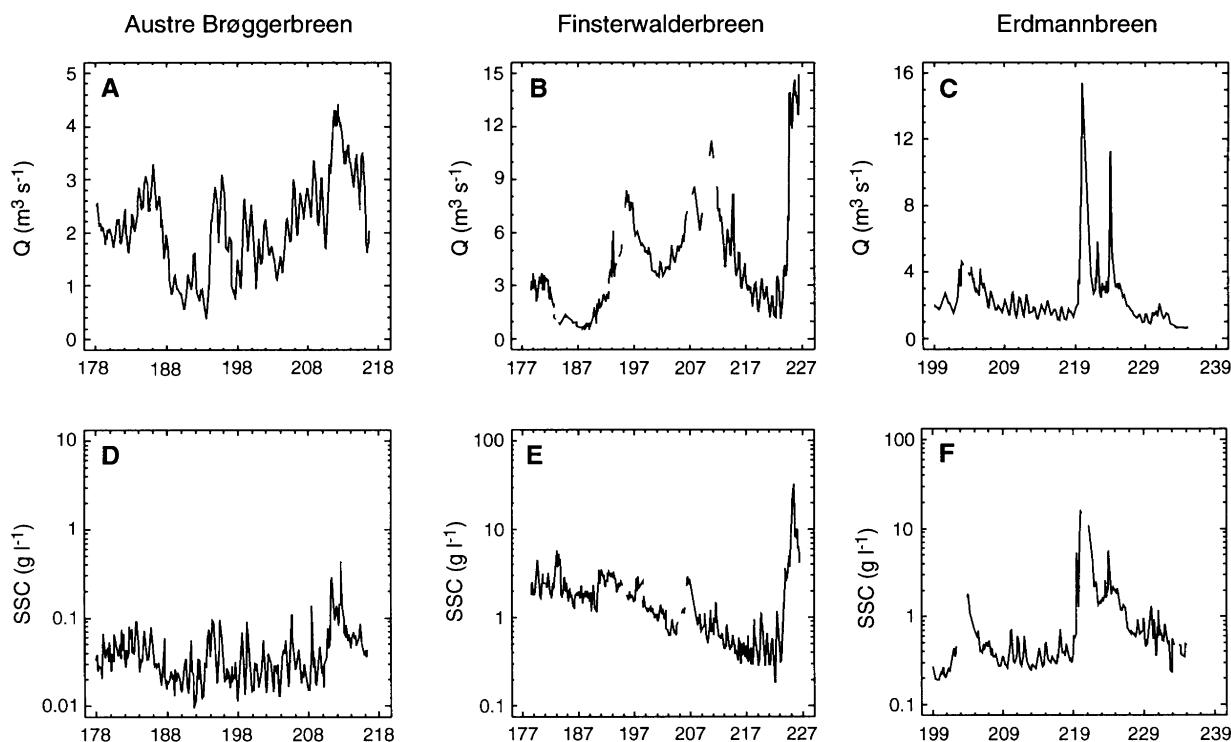 Austre Brøggerbreen
Finsterwalderbreen
Erdmannbreen
A
Q (m³ s-¹)
5
4
3
2
1
0
178 188 198 208 218
B
Q (m³ s-¹)
15
12
9
6
3
0
177 187 197 207 217 227
C
Q (m³ s-¹)
16
12
8
4
0
199 209 219 229 239
D
SSC (g l-¹)
10
1
0.1
0.01
178 188 198 208 218
E
SSC (g l-¹)
100
10
1
0.1
177 187 197 207 217 227
F
SSC (g l-¹)
100
10
1
0.1
199 209 219 229 239